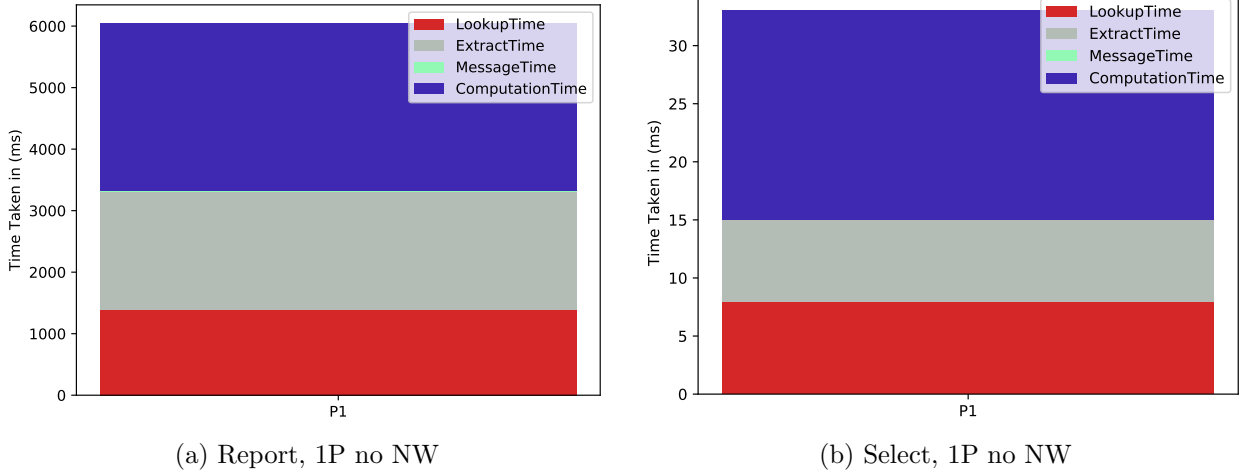 6000
5000
4000
3000
2000
1000
0
Time Taken in (ms)
LookupTime
ExtractTime
MessageTime
ComputationTime
P1
(a) Report, 1P no NW
30
25
20
15
10
5
0
Time Taken in (ms)
LookupTime
ExtractTime
MessageTime
ComputationTime
P1
(b) Select, 1P no NW